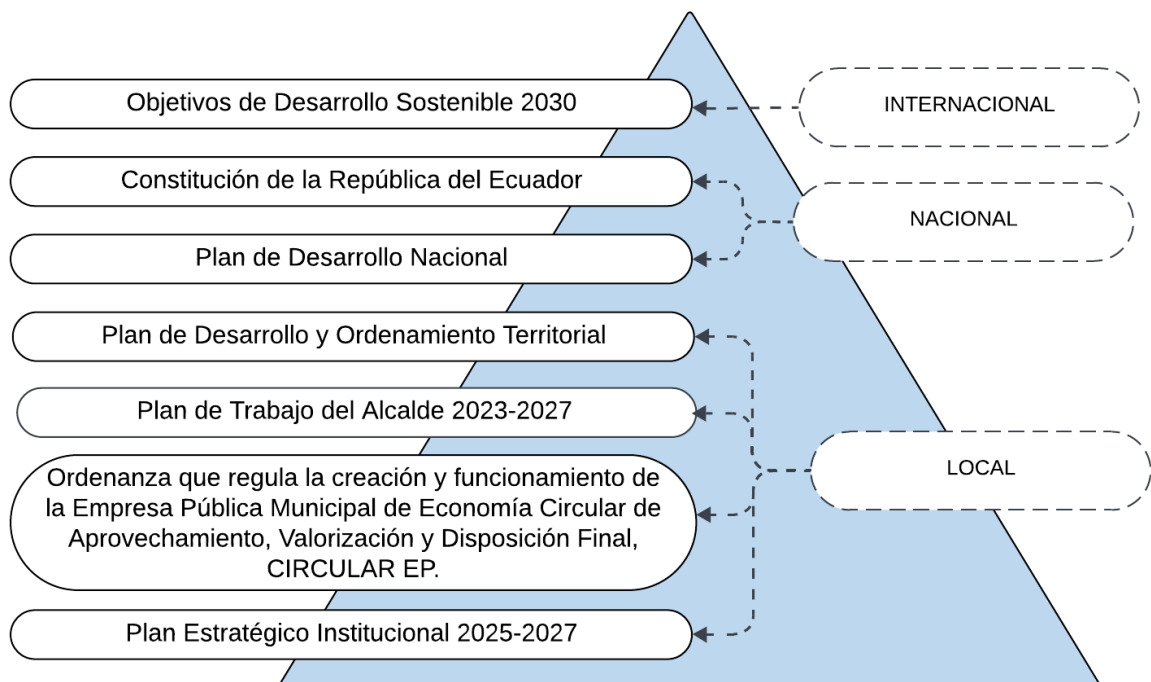 Objetivos de Desarrollo Sostenible 2030
INTERNACIONAL
Constitución de la República del Ecuador
NACIONAL
Plan de Desarrollo Nacional
Plan de Desarrollo y Ordenamiento Territorial
Plan de Trabajo del Alcalde 2023-2027
LOCAL
Ordenanza que regula la creación y funcionamiento de
la Empresa Pública Municipal de Economía Circular de
Aprovechamiento, Valorización y Disposición Final,
CIRCULAR EP.
Plan Estratégico Institucional 2025-2027